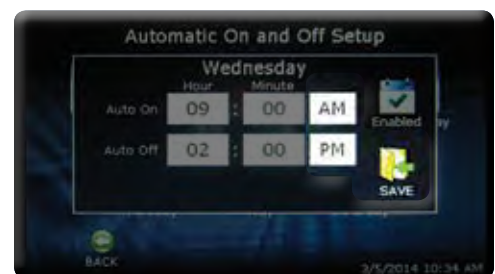 Automatic On and Off Setup
Wednesday
Hour Minute
Auto On 09 : 00 AM
Enabled
Auto Off 02 : 00 PM
SAVE
BACK
2/5/2014 10:34 AM